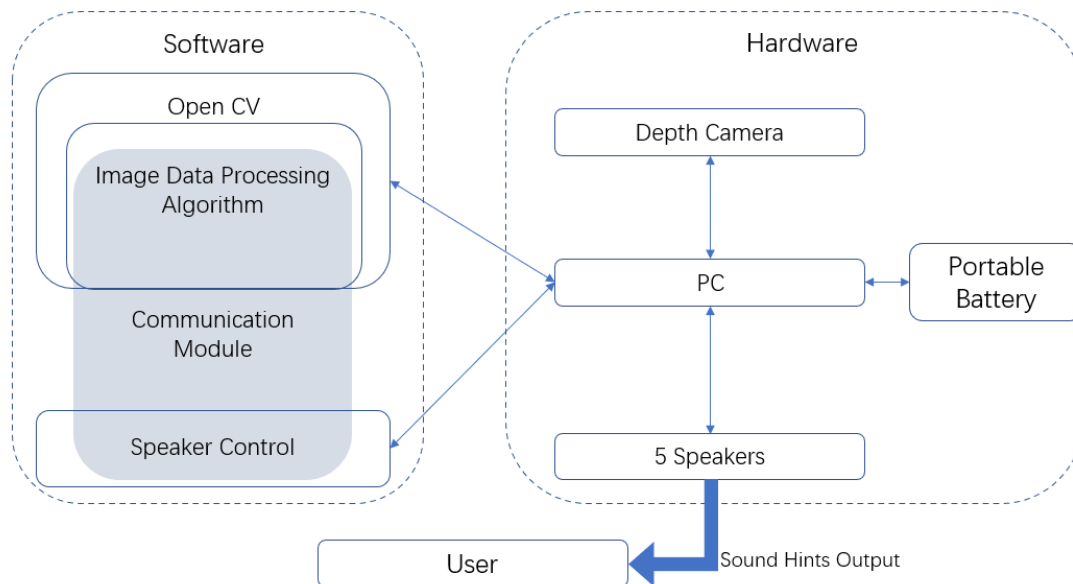 Software
Open CV
Image Data Processing
Algorithm
Communication
Module
Speaker Control
Hardware
Depth Camera
PC
Portable
Battery
5 Speakers
Sound Hints Output
User